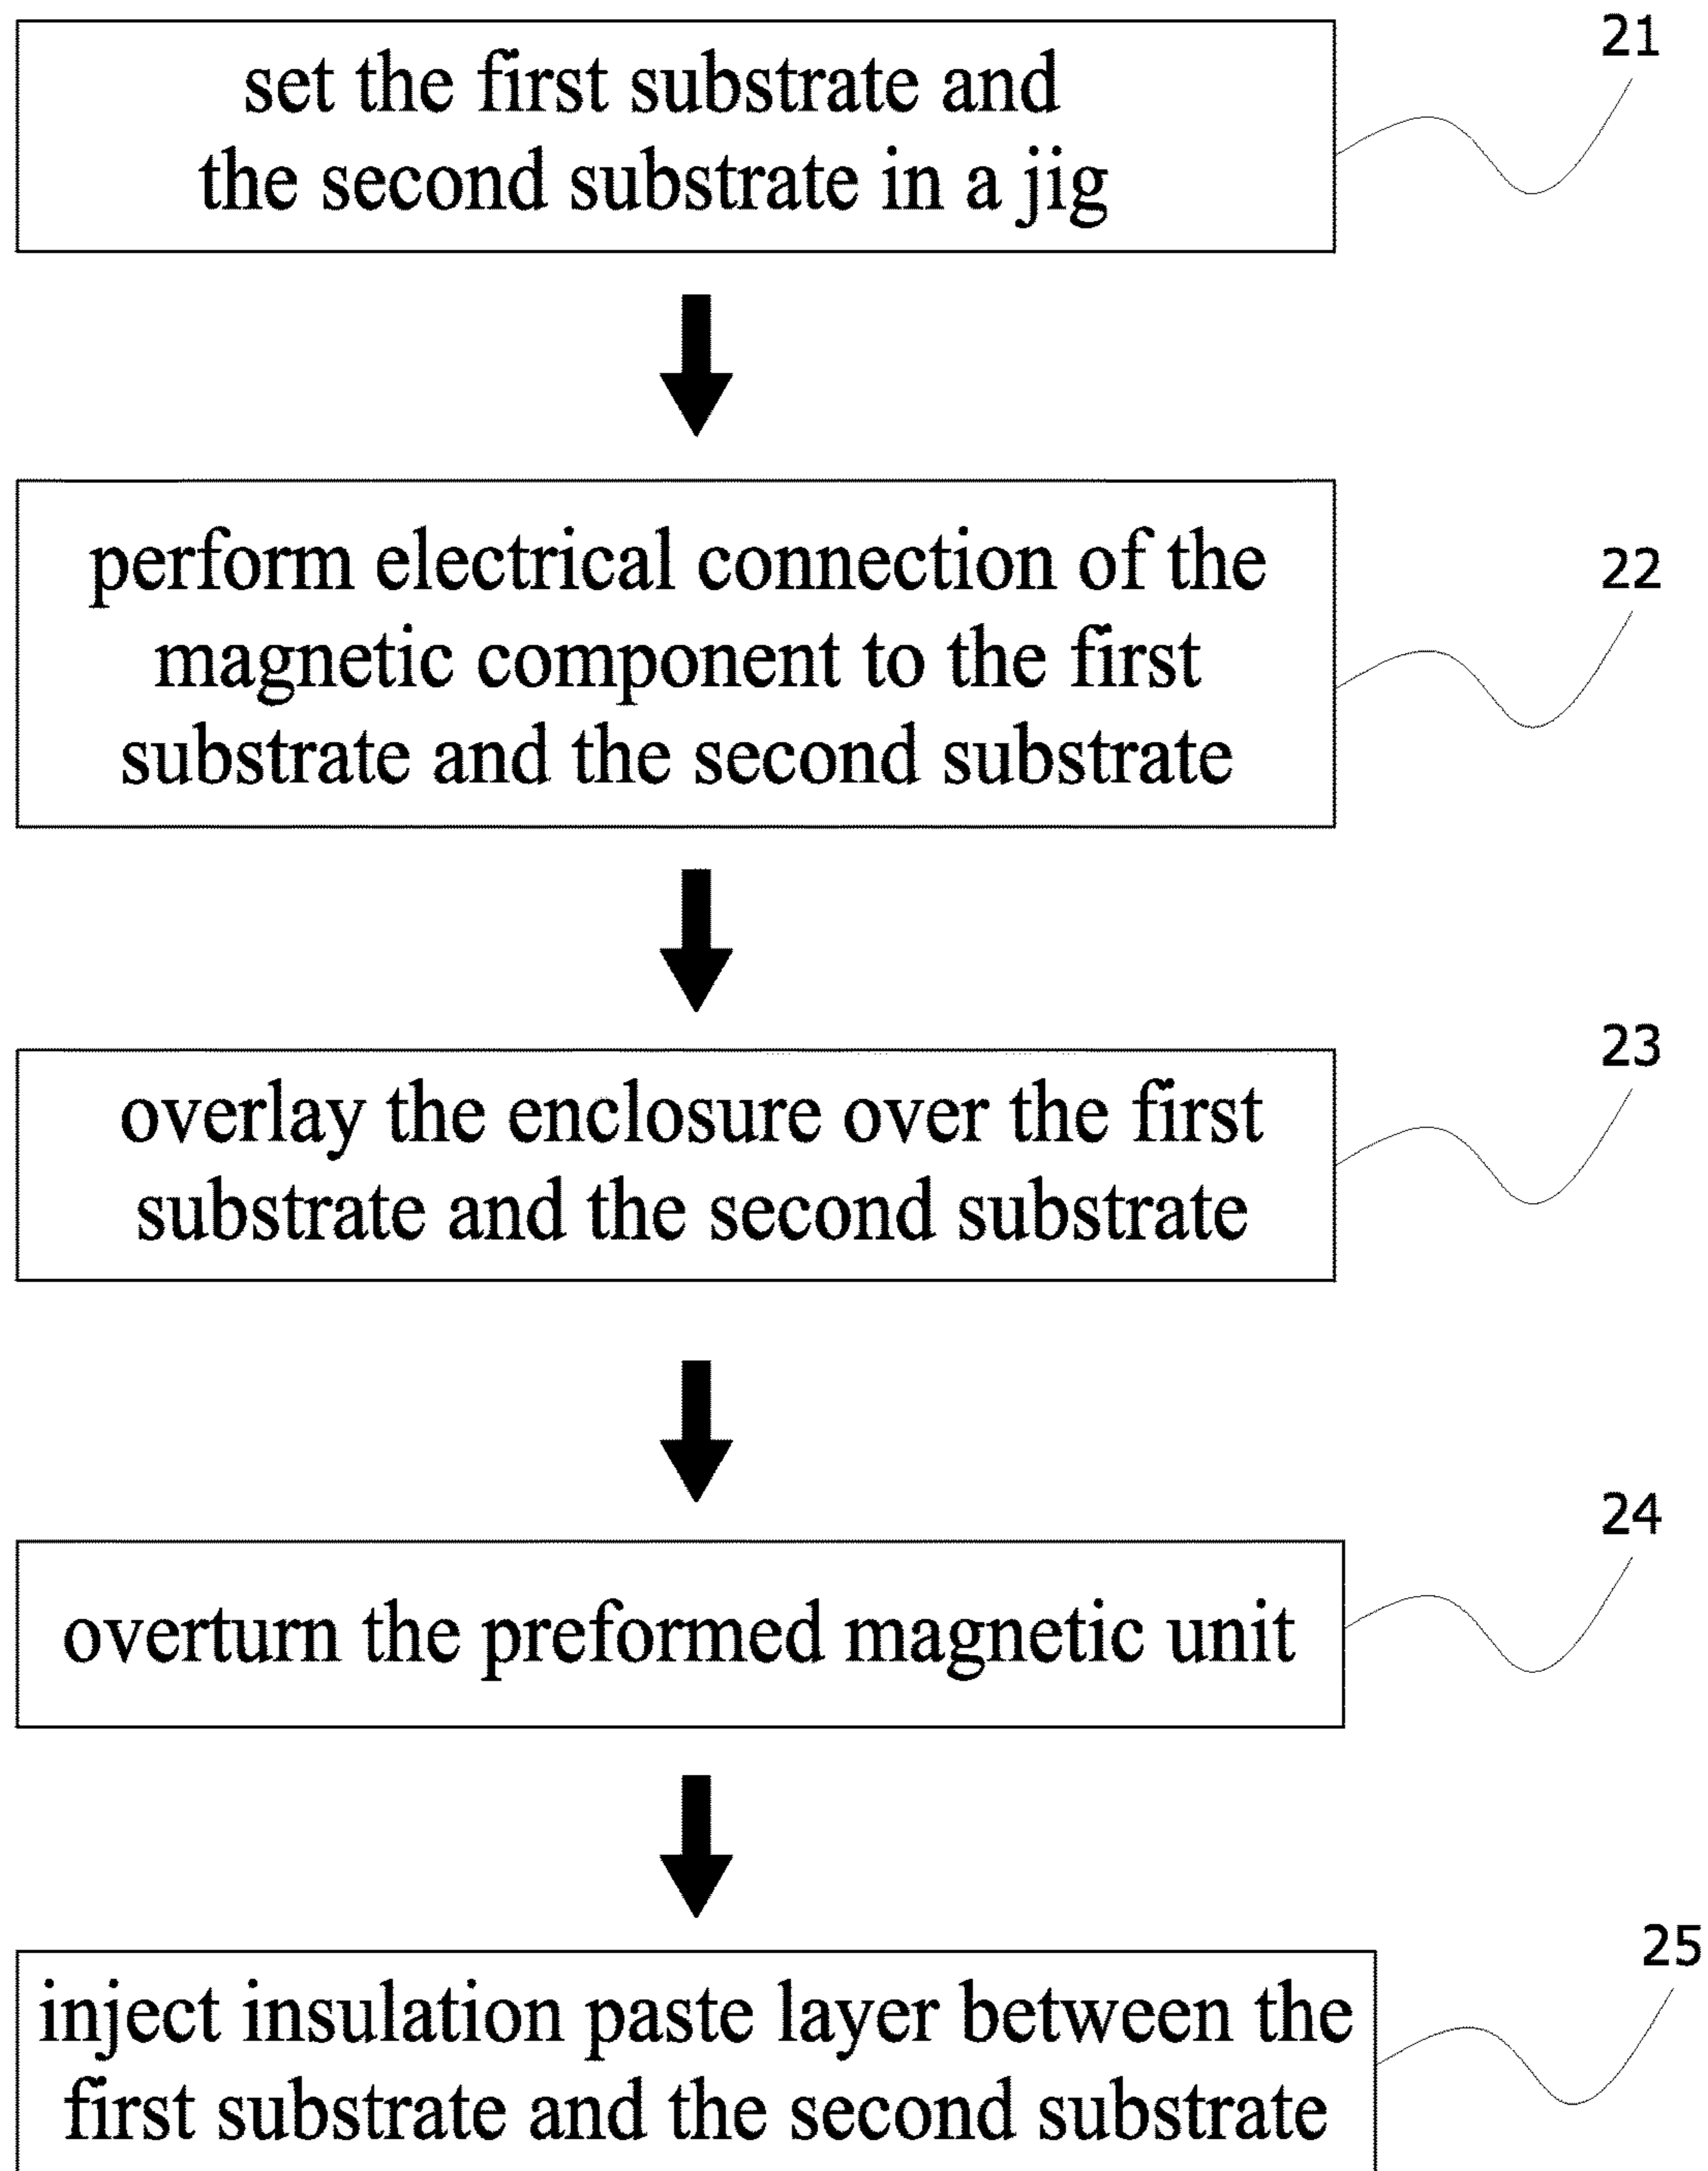 21
set the first substrate and
the second substrate in a jig
22
perform electrical connection of the
magnetic component to the first
substrate and the second substrate
23
overlay the enclosure over the first
substrate and the second substrate
24
overturn the preformed magnetic unit
25
inject insulation paste layer between the
first substrate and the second substrate